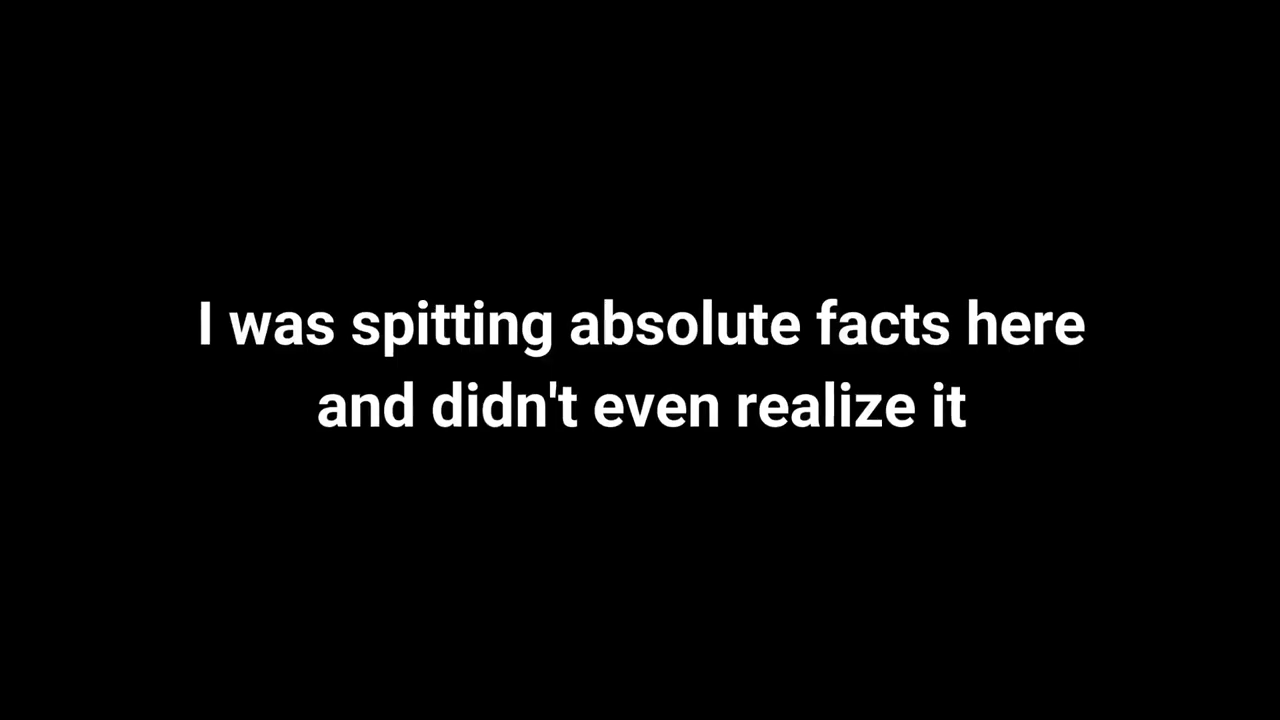 I was spitting absolute facts here
and didn't even realize it